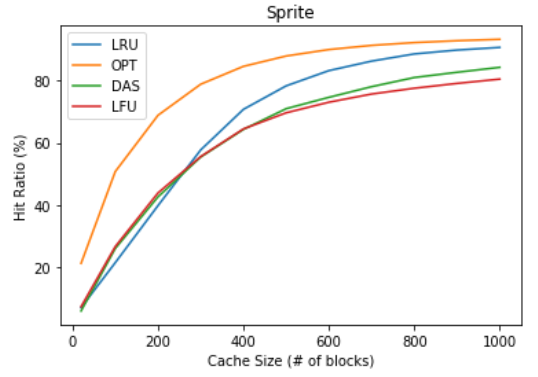 Sprite
LRU
OPT
DAS
LFU
Hit Ratio (%)
80
60
40
20
0 200 400 600 800 1000
Cache Size (# of blocks)